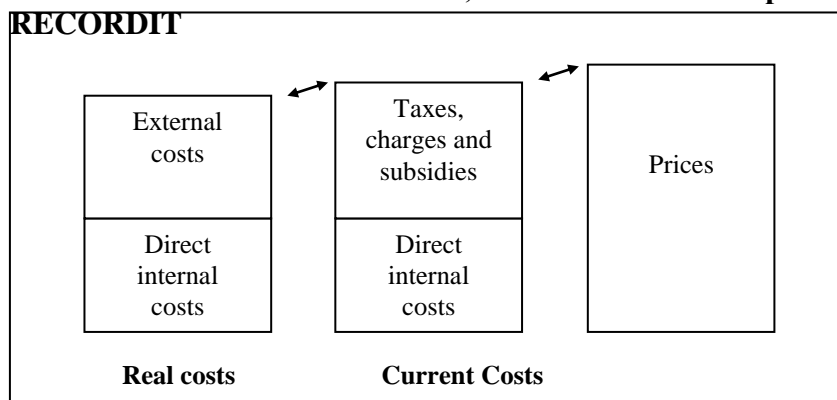 RECORDIT
External
costs
Taxes,
charges and
subsidies
Prices
Direct
internal
costs
Direct
internal
costs
Real costs
Current Costs